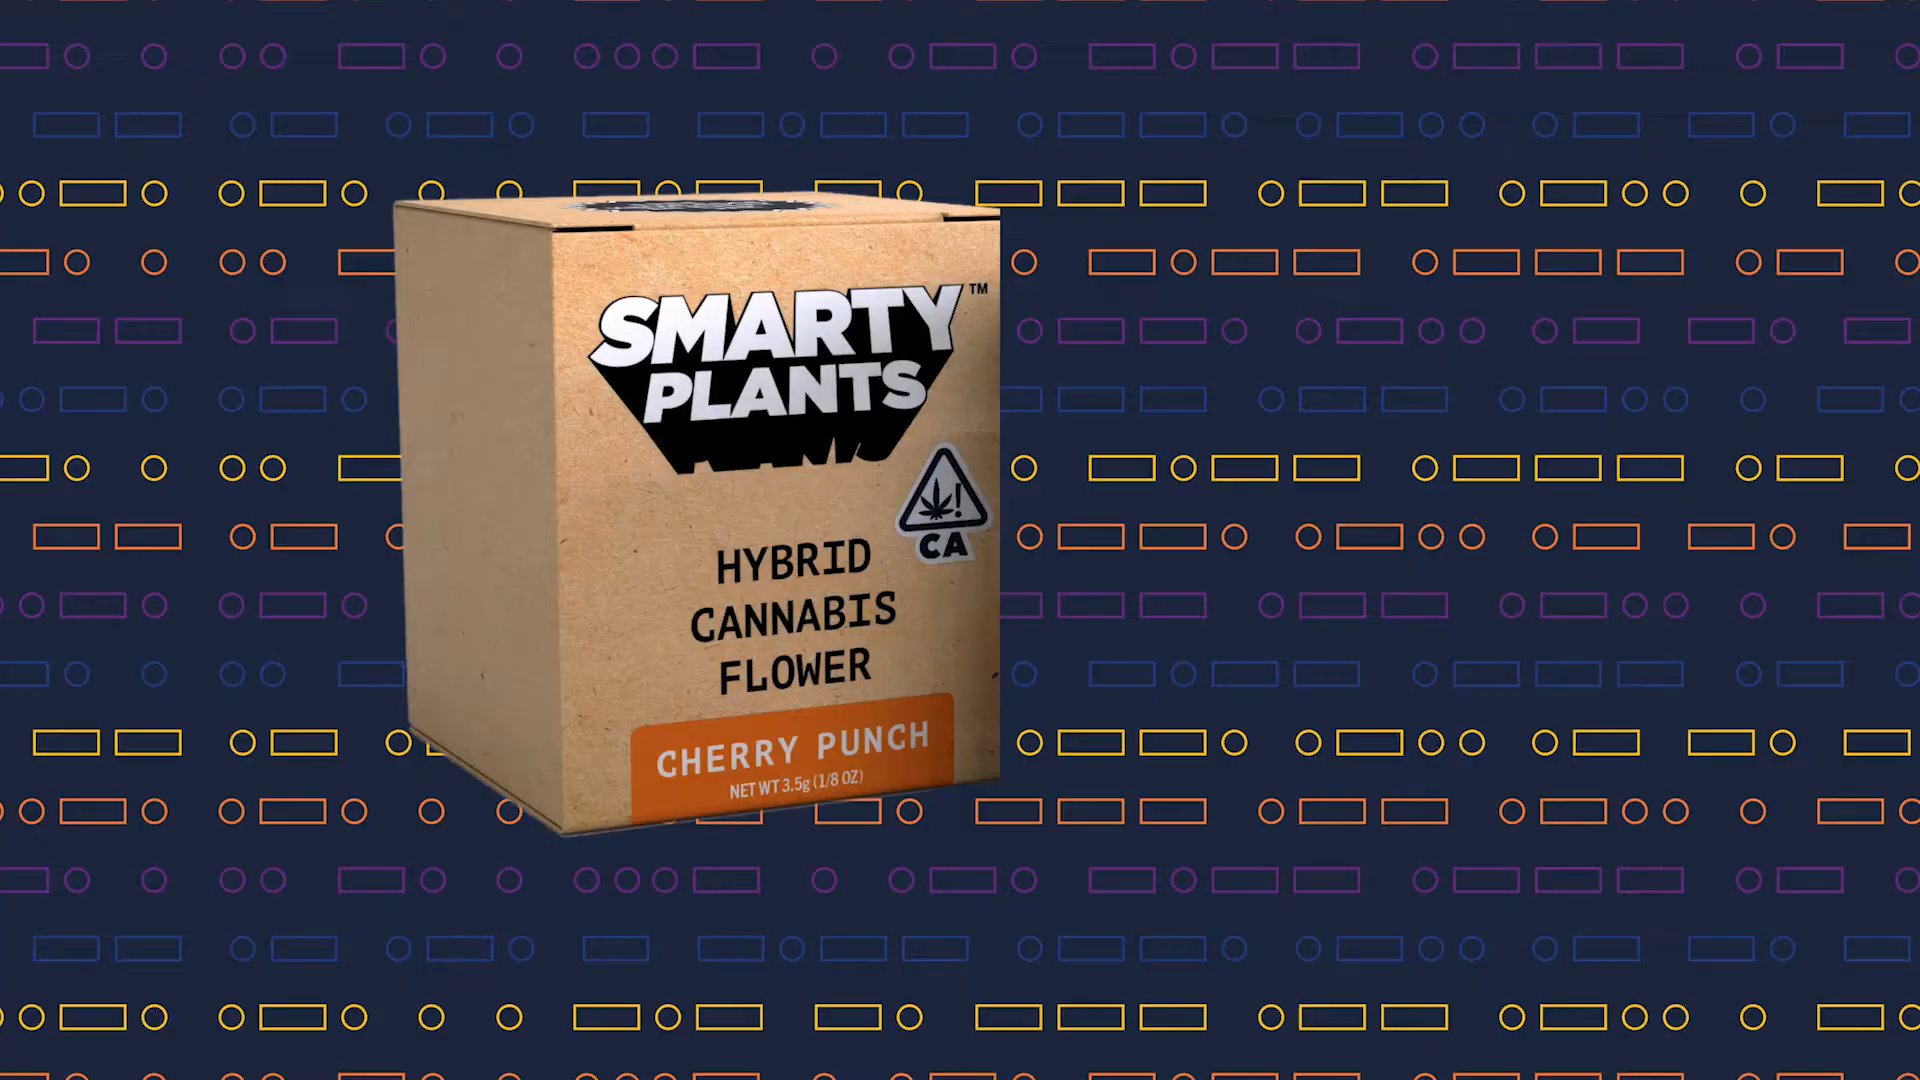 SMARTY™
PLANTS
CA
HYBRID
CANNABIS
FLOWER
CHERRY PUNCH
NET WT 3.5g (1/8 OZ)